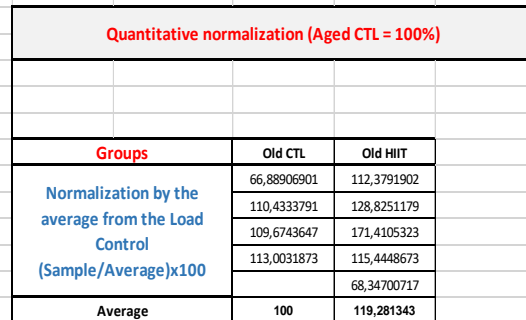 Quantitative normalization (Aged CTL = 100%)
Groups Old CTL Old HIIT
Normalization by the
average from the Load
Control
(Sample/Average)x100
66,88906901 112,3791902
110,4333791 128,8251179
109,6743647 171,4105323
113,0031873 115,4448673
68,34700717
Average 100 119,281343